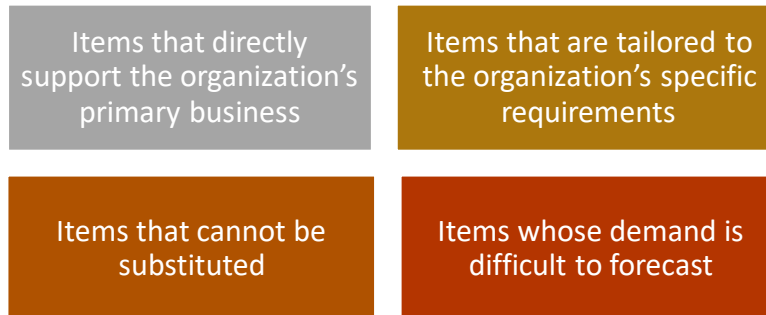 Items that directly
support the organization’s
primary business
Items that are tailored to
the organization’s specific
requirements
Items that cannot be
substituted
Items whose demand is
difficult to forecast